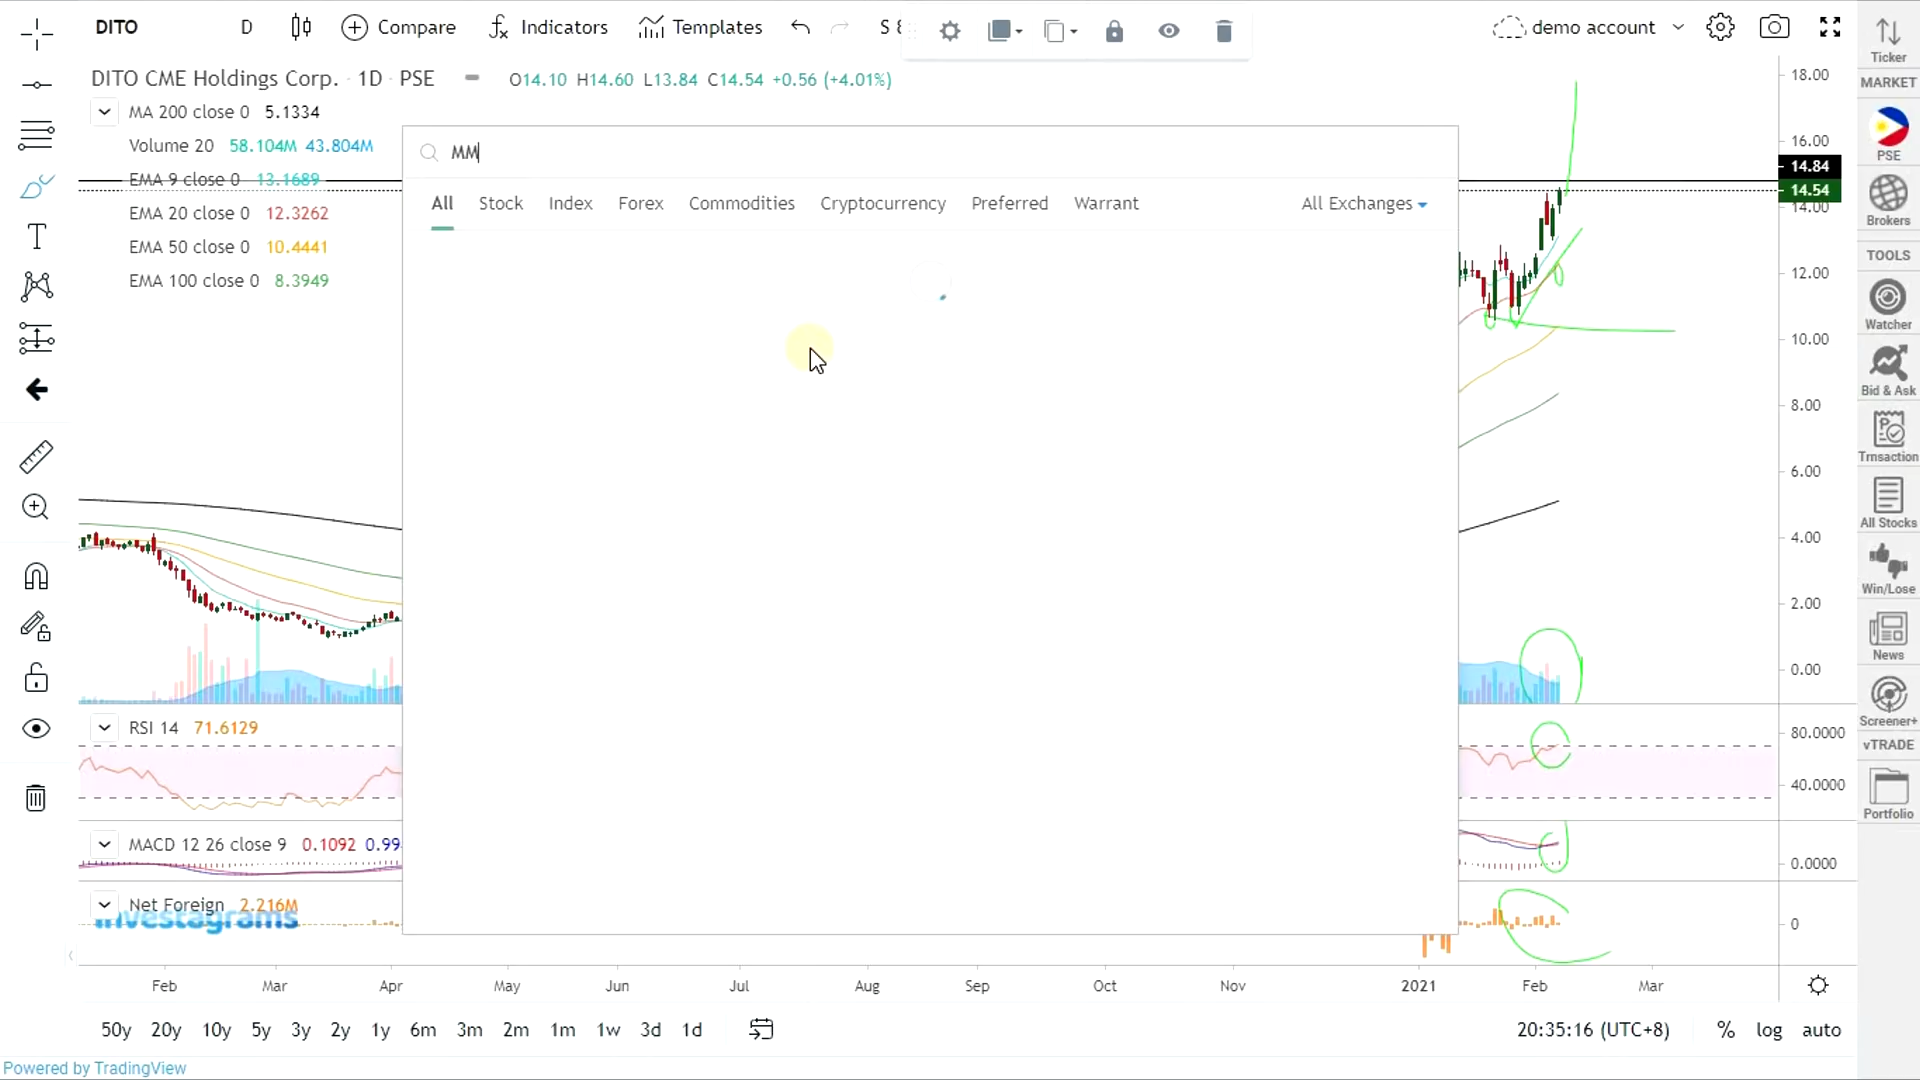 DITO D Compare Indicators Templates S &
demo account
DITO CME Holdings Corp. · 1D · PSE O14.10 H14.60 L13.84 C14.54 +0.56 (+4.01%)
MA 200 close 0 5.1334
Volume 20 58.104M 43.804M
EMA 9 close 0 13.1689
EMA 20 close 0 12.3262
EMA 50 close 0 10.4441
EMA 100 close 0 8.3949
MM
All Stock Index Forex Commodities Cryptocurrency Preferred Warrant All Exchanges
18.00
16.00
14.84
14.54
14.00
12.00
10.00
8.00
6.00
4.00
2.00
0.00
RSI 14 71.6129
80.0000
40.0000
MACD 12 26 close 9 0.1092 0.99
0.0000
Net Foreign 2.216M
investagrams
0
Feb Mar Apr May Jun Jul Aug Sep Oct Nov 2021 Feb Mar
50y 20y 10y 5y 3y 2y 1y 6m 3m 2m 1m 1w 3d 1d
20:35:16 (UTC+8) % log auto
Powered by TradingView
Ticker
MARKET
PSE
Brokers
TOOLS
Watcher
Bid & Ask
Trnsaction
All Stocks
Win/Lose
News
Screener+
vTRADE
Portfolio